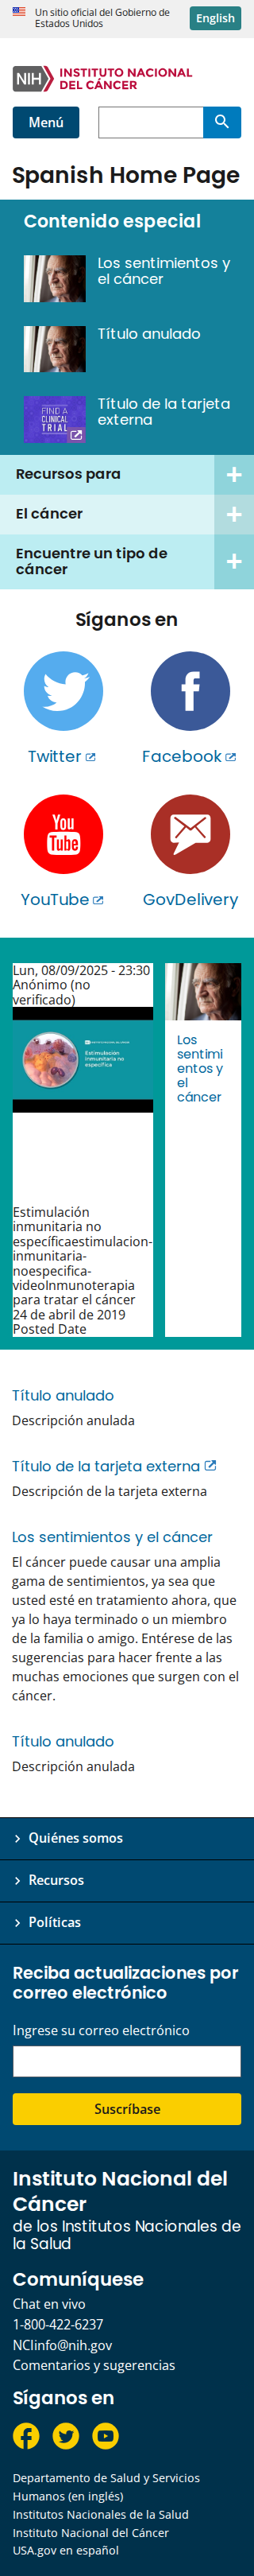 Un sitio oficial del Gobierno de
Estados Unidos
English
NIH INSTITUTO NACIONAL
DEL CÁNCER
Menú
Spanish Home Page
Contenido especial
Los sentimientos y
el cáncer
Título anulado
FIND A
CLINICAL
TRIAL
Título de la tarjeta
externa
Recursos para
El cáncer
Encuentre un tipo de
cáncer
Síganos en
Twitter
Facebook
You
Tube
YouTube
GovDelivery
Lun, 08/09/2025 - 23:30
Anónimo (no
verificado)
INSTITUTO NACIONAL DEL CÁNCER
Estimulación
inmunitaria no
específica
Estimulación
inmunitaria no
específicaestimulacion-
inmunitaria-
noespecifica-
videoInmunoterapia
para tratar el cáncer
24 de abril de 2019
Posted Date
Los
sentimi
entos y
el
cáncer
Título anulado
Descripción anulada
Título de la tarjeta externa
Descripción de la tarjeta externa
Los sentimientos y el cáncer
El cáncer puede causar una amplia
gama de sentimientos, ya sea que
usted esté en tratamiento ahora, que
ya lo haya terminado o un miembro
de la familia o amigo. Entérese de las
sugerencias para hacer frente a las
muchas emociones que surgen con el
cáncer.
Título anulado
Descripción anulada
Quiénes somos
Recursos
Políticas
Reciba actualizaciones por
correo electrónico
Ingrese su correo electrónico
Suscríbase
Instituto Nacional del
Cáncer
de los Institutos Nacionales de
la Salud
Comuníquese
Chat en vivo
1-800-422-6237
NCIinfo@nih.gov
Comentarios y sugerencias
Síganos en
Departamento de Salud y Servicios
Humanos (en inglés)
Institutos Nacionales de la Salud
Instituto Nacional del Cáncer
USA.gov en español